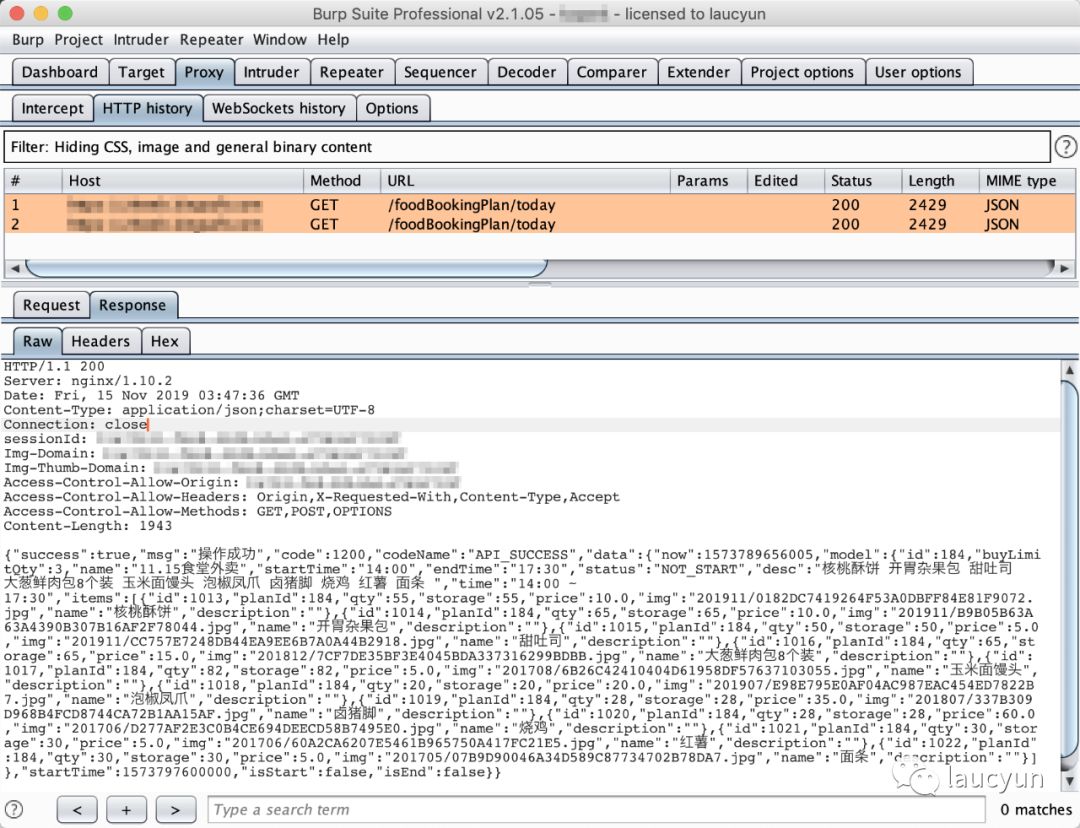 Burp Suite Professional v2.1.05 - - licensed to laucyun
Burp Project Intruder Repeater Window Help
Dashboard Target Proxy Intruder Repeater Sequencer Decoder Comparer Extender Project options User options
Intercept HTTP history WebSockets history Options
Filter: Hiding CSS, image and general binary content ?
# Host Method URL Params Edited Status Length MIME type
1 GET /foodBookingPlan/today 200 2429 JSON
2 GET /foodBookingPlan/today 200 2429 JSON
Request Response
Raw Headers Hex
HTTP/1.1 200
Server: nginx/1.10.2
Date: Fri, 15 Nov 2019 03:47:36 GMT
Content-Type: application/json;charset=UTF-8
Connection: close
sessionId:
Img-Domain:
Img-Thumb-Domain:
Access-Control-Allow-Origin:
Access-Control-Allow-Headers: Origin,X-Requested-With,Content-Type,Accept
Access-Control-Allow-Methods: GET,POST,OPTIONS
Content-Length: 1943
{"success":true,"msg":"操作成功","code":1200,"codeName":"API_SUCCESS","data":{"now":1573789656005,"model":{"id":184,"buyLimi
tQty":3,"name":"11.15食堂外卖","startTime":"14:00","endTime":"17:30","status":"NOT_START","desc":"核桃酥饼 开胃杂果包 甜吐司
大葱鲜肉包8个装 玉米面馒头 泡椒凤爪 卤猪脚 烧鸡 红薯 面条 ","time":"14:00 ~
17:30","items":[{"id":1013,"planId":184,"qty":55,"storage":55,"price":10.0,"img":"201911/0182DC7419264F53A0DBFF84E81F9072.
jpg","name":"核桃酥饼","description":""},{"id":1014,"planId":184,"qty":65,"storage":65,"price":10.0,"img":"201911/B9B05B63A
63A4390B307B16AF2F78044.jpg","name":"开胃杂果包","description":""},{"id":1015,"planId":184,"qty":50,"storage":50,"price":5.0
,"img":"201911/CC757E7248DB44EA9EE6B7A0A44B2918.jpg","name":"甜吐司","description":""},{"id":1016,"planId":184,"qty":65,"st
orage":65,"price":15.0,"img":"201812/7CF7DE35BF3E4045BDA337316299BDBB.jpg","name":"大葱鲜肉包8个装","description":""},{"id":
1017,"planId":184,"qty":82,"storage":82,"price":5.0,"img":"201708/6B26C42410404D61958DF57637103055.jpg","name":"玉米面馒头",
"description":""},{"id":1018,"planId":184,"qty":20,"storage":20,"price":20.0,"img":"201907/E98E795E0AF04AC987EAC454ED7822B
7.jpg","name":"泡椒凤爪","description":""},{"id":1019,"planId":184,"qty":28,"storage":28,"price":35.0,"img":"201807/337B309
D968B4FCD8744CA72B1AA15AF.jpg","name":"卤猪脚","description":""},{"id":1020,"planId":184,"qty":28,"storage":28,"price":60.0
,"img":"201706/D277AF2E3C0B4CE694DEECD58B7495E0.jpg","name":"烧鸡","description":""},{"id":1021,"planId":184,"qty":30,"stor
age":30,"price":5.0,"img":"201706/60A2CA6207E5461B965750A417FC21E5.jpg","name":"红薯","description":""},{"id":1022,"planId"
:184,"qty":30,"storage":30,"price":5.0,"img":"201705/07B9D90046A34D589C87734702B78DA7.jpg","name":"面条","description":""}]
},"startTime":1573797600000,"isStart":false,"isEnd":false}}
laucyun
? < + > Type a search term 0 matches